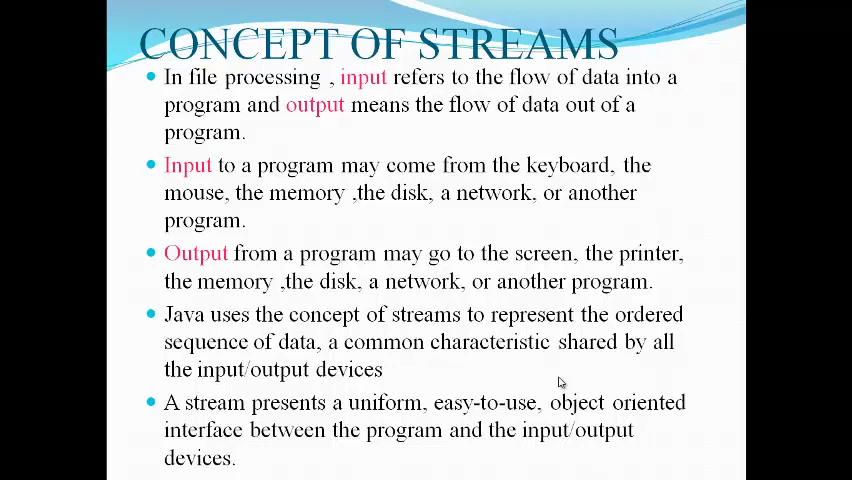 CONCEPT OF STREAMS
• In file processing , input refers to the flow of data into a
program and output means the flow of data out of a
program.
• Input to a program may come from the keyboard, the
mouse, the memory ,the disk, a network, or another
program.
• Output from a program may go to the screen, the printer,
the memory ,the disk, a network, or another program.
• Java uses the concept of streams to represent the ordered
sequence of data, a common characteristic shared by all
the input/output devices
• A stream presents a uniform, easy-to-use, object oriented
interface between the program and the input/output
devices.